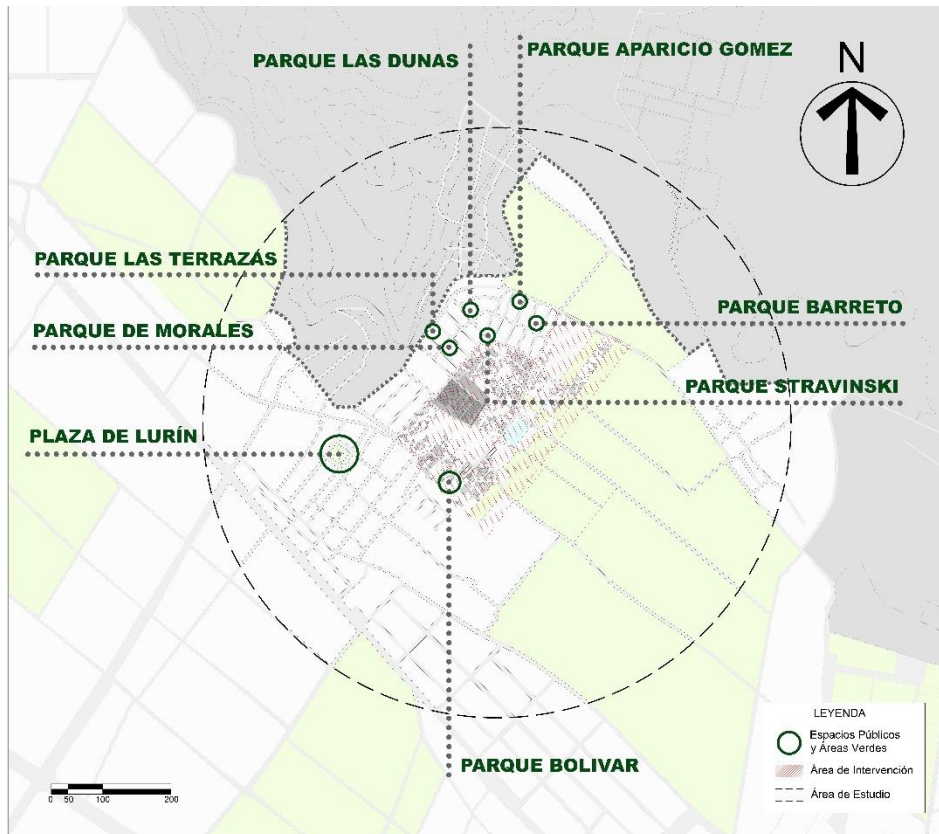 PARQUE APARICIO GOMEZ
PARQUE LAS DUNAS
N
PARQUE LAS TERRAZAS
PARQUE BARRETO
PARQUE DE MORALES
PARQUE STRAVINSKI
PLAZA DE LURÍN
PARQUE BOLIVAR
LEYENDA
Espacios Públicos
y Áreas Verdes
Área de Intervención
Área de Estudio
0 50 100 200